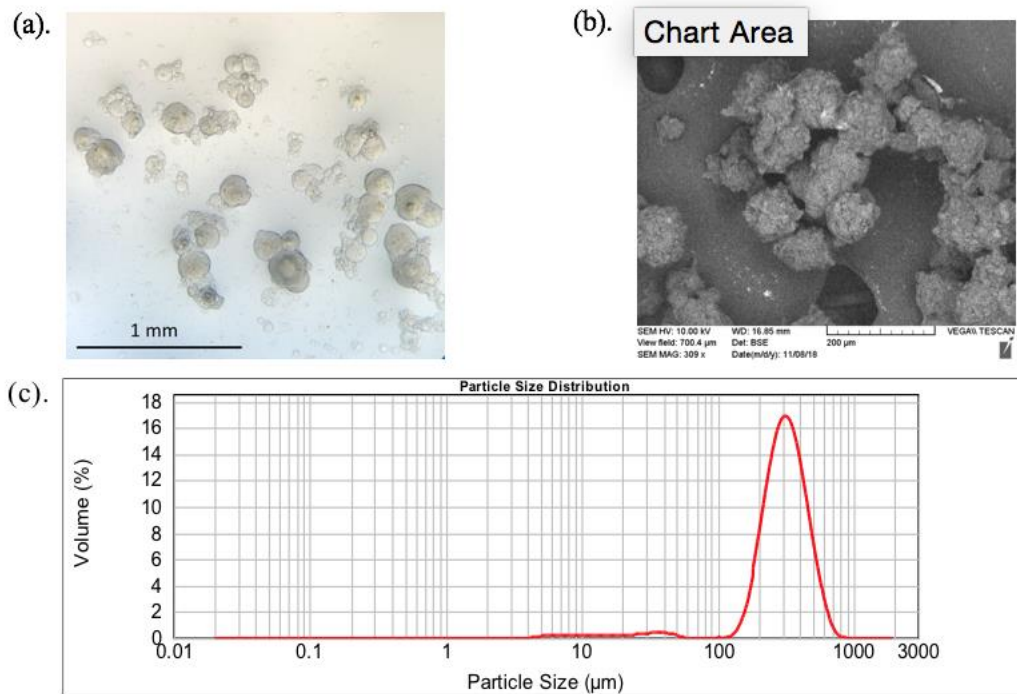 (a).
1 mm
(b).
Chart Area
SEM HV: 10.00 kV WD: 16.85 mm VEGA\\ TESCAN
View field: 700.4 µm Det: BSE 200 µm
SEM MAG: 309 x Date(m/d/y): 11/08/18
(c).
Particle Size Distribution
Volume (%)
18
16
14
12
10
8
6
4
2
0
0.01 0.1 1 10 100 1000 3000
Particle Size (µm)